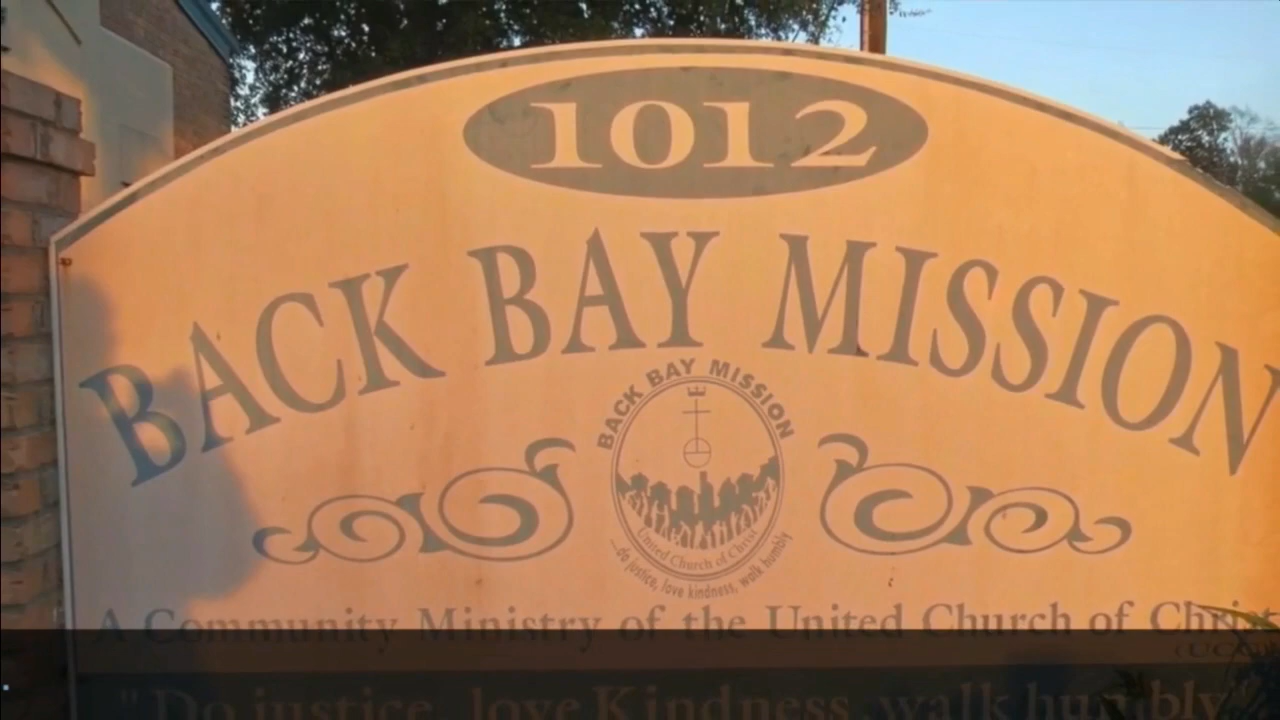 1012
BACK BAY MISSION
BACK BAY MISSION
United Church of Christ
...do justice, love kindness, walk humbly
A Community Ministry of the United Church of Christ
(UCC)
"Do justice, love Kindness, walk humbly"